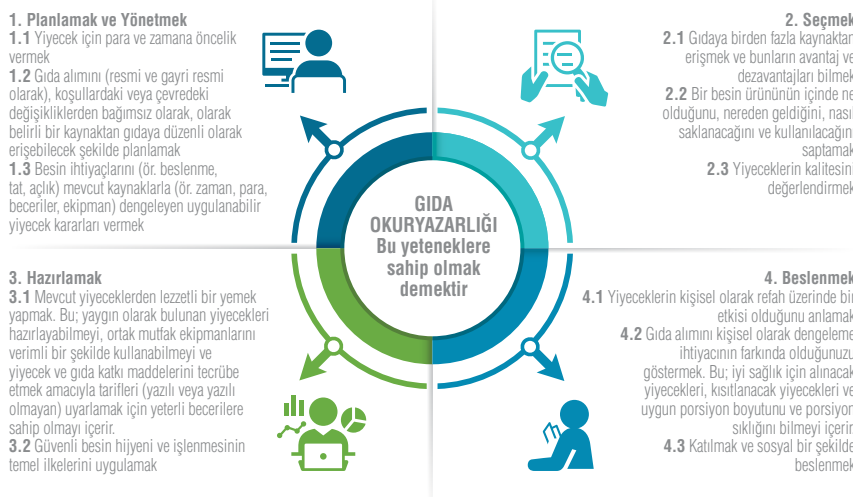 1. Planlamak ve Yönetmek
1.1 Yiyecek için para ve zamana öncelik
vermek
1.2 Gıda alımını (resmi ve gayri resmi
olarak), koşullardaki veya çevredeki
değişikliklerden bağımsız olarak, olarak
belirli bir kaynaktan gıdaya düzenli olarak
erişebilecek şekilde planlamak
1.3 Besin ihtiyaçlarını (ör. beslenme,
tat, açlık) mevcut kaynaklarla (ör. zaman, para,
beceriler, ekipman) dengeleyen uygulanabilir
yiyecek kararları vermek
2. Seçmek
2.1 Gıdaya birden fazla kaynaktan
erişmek ve bunların avantaj ve
dezavantajları bilmek
2.2 Bir besin ürününün içinde ne
olduğunu, nereden geldiğini, nasıl
saklanacağını ve kullanılacağını
saptamak
2.3 Yiyeceklerin kalitesini
değerlendirmek
GIDA
OKURYAZARLIĞI
Bu yeteneklere
sahip olmak
demektir
3. Hazırlamak
3.1 Mevcut yiyeceklerden lezzetli bir yemek
yapmak. Bu; yaygın olarak bulunan yiyecekleri
hazırlayabilmeyi, ortak mutfak ekipmanlarını
verimli bir şekilde kullanabilmeyi ve
yiyecek ve gıda katkı maddelerini tecrübe
etmek amacıyla tarifleri (yazılı veya yazılı
olmayan) uyarlamak için yeterli becerilere
sahip olmayı içerir.
3.2 Güvenli besin hijyeni ve işlenmesinin
temel ilkelerini uygulamak
4. Beslenmek
4.1 Yiyeceklerin kişisel olarak refah üzerinde bir
etkisi olduğunu anlamak
4.2 Gıda alımını kişisel olarak dengeleme
ihtiyacının farkında olduğunuzu
göstermek. Bu; iyi sağlık için alınacak
yiyecekleri, kısıtlanacak yiyecekleri ve
uygun porsiyon boyutunu ve porsiyon
sıklığını bilmeyi içerir
4.3 Katılmak ve sosyal bir şekilde
beslenmek